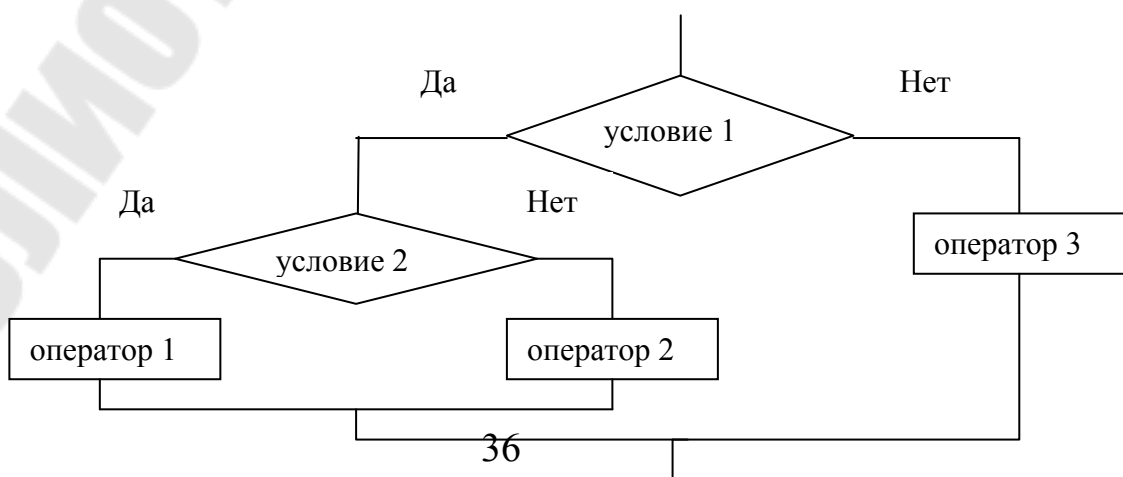 Да
Нет
условие 1
Да
Нет
условие 2
оператор 3
оператор 1
оператор 2
36